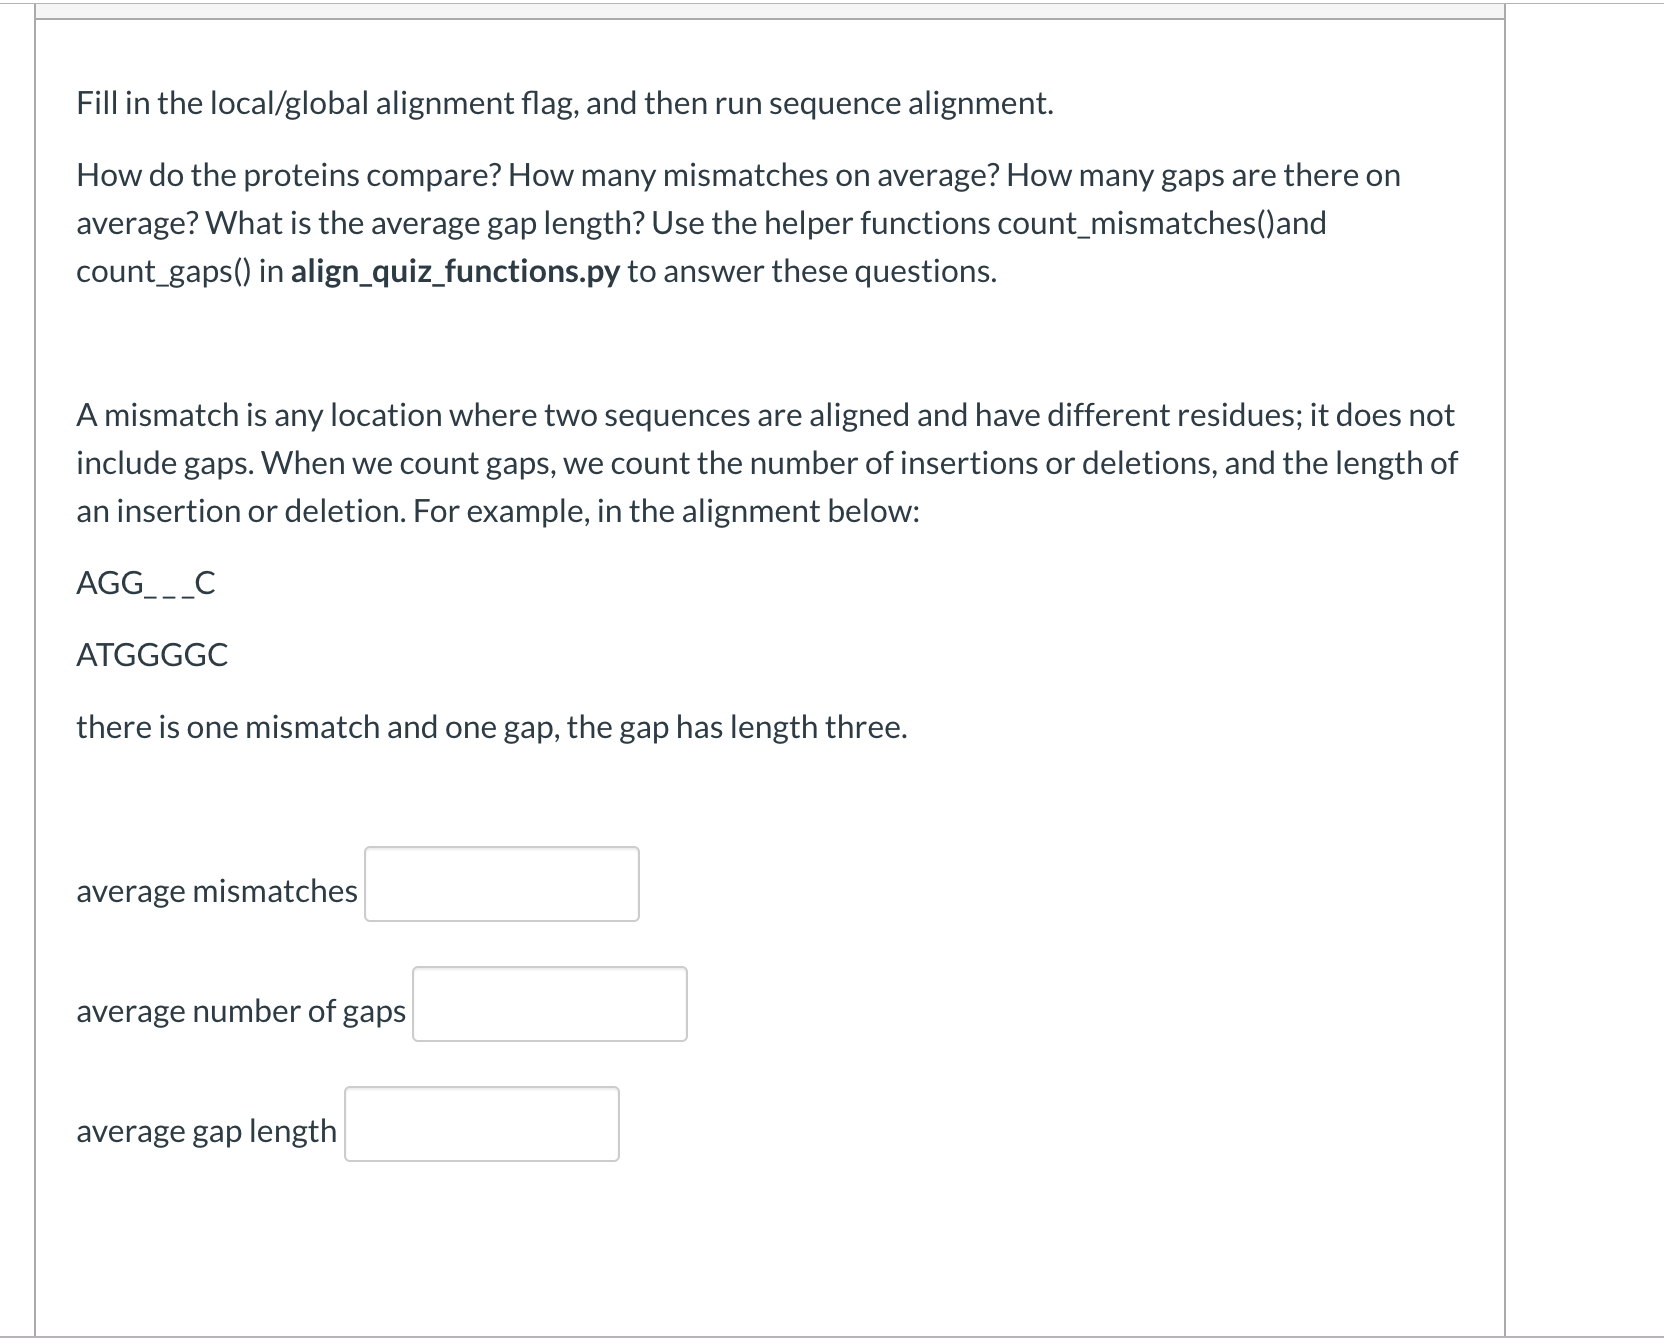 Fill in the local/global alignment flag, and then run sequence alignment.
How do the proteins compare? How many mismatches on average? How many gaps are there on
average? What is the average gap length? Use the helper functions count_mismatches()and
count_gaps() in align_quiz_functions.py to answer these questions.
A mismatch is any location where two sequences are aligned and have different residues; it does not
include gaps. When we count gaps, we count the number of insertions or deletions, and the length of
an insertion or deletion. For example, in the alignment below:
AGG_ _ _C
ATGGGGC
there is one mismatch and one gap, the gap has length three.
average mismatches
average number of gaps
average gap length